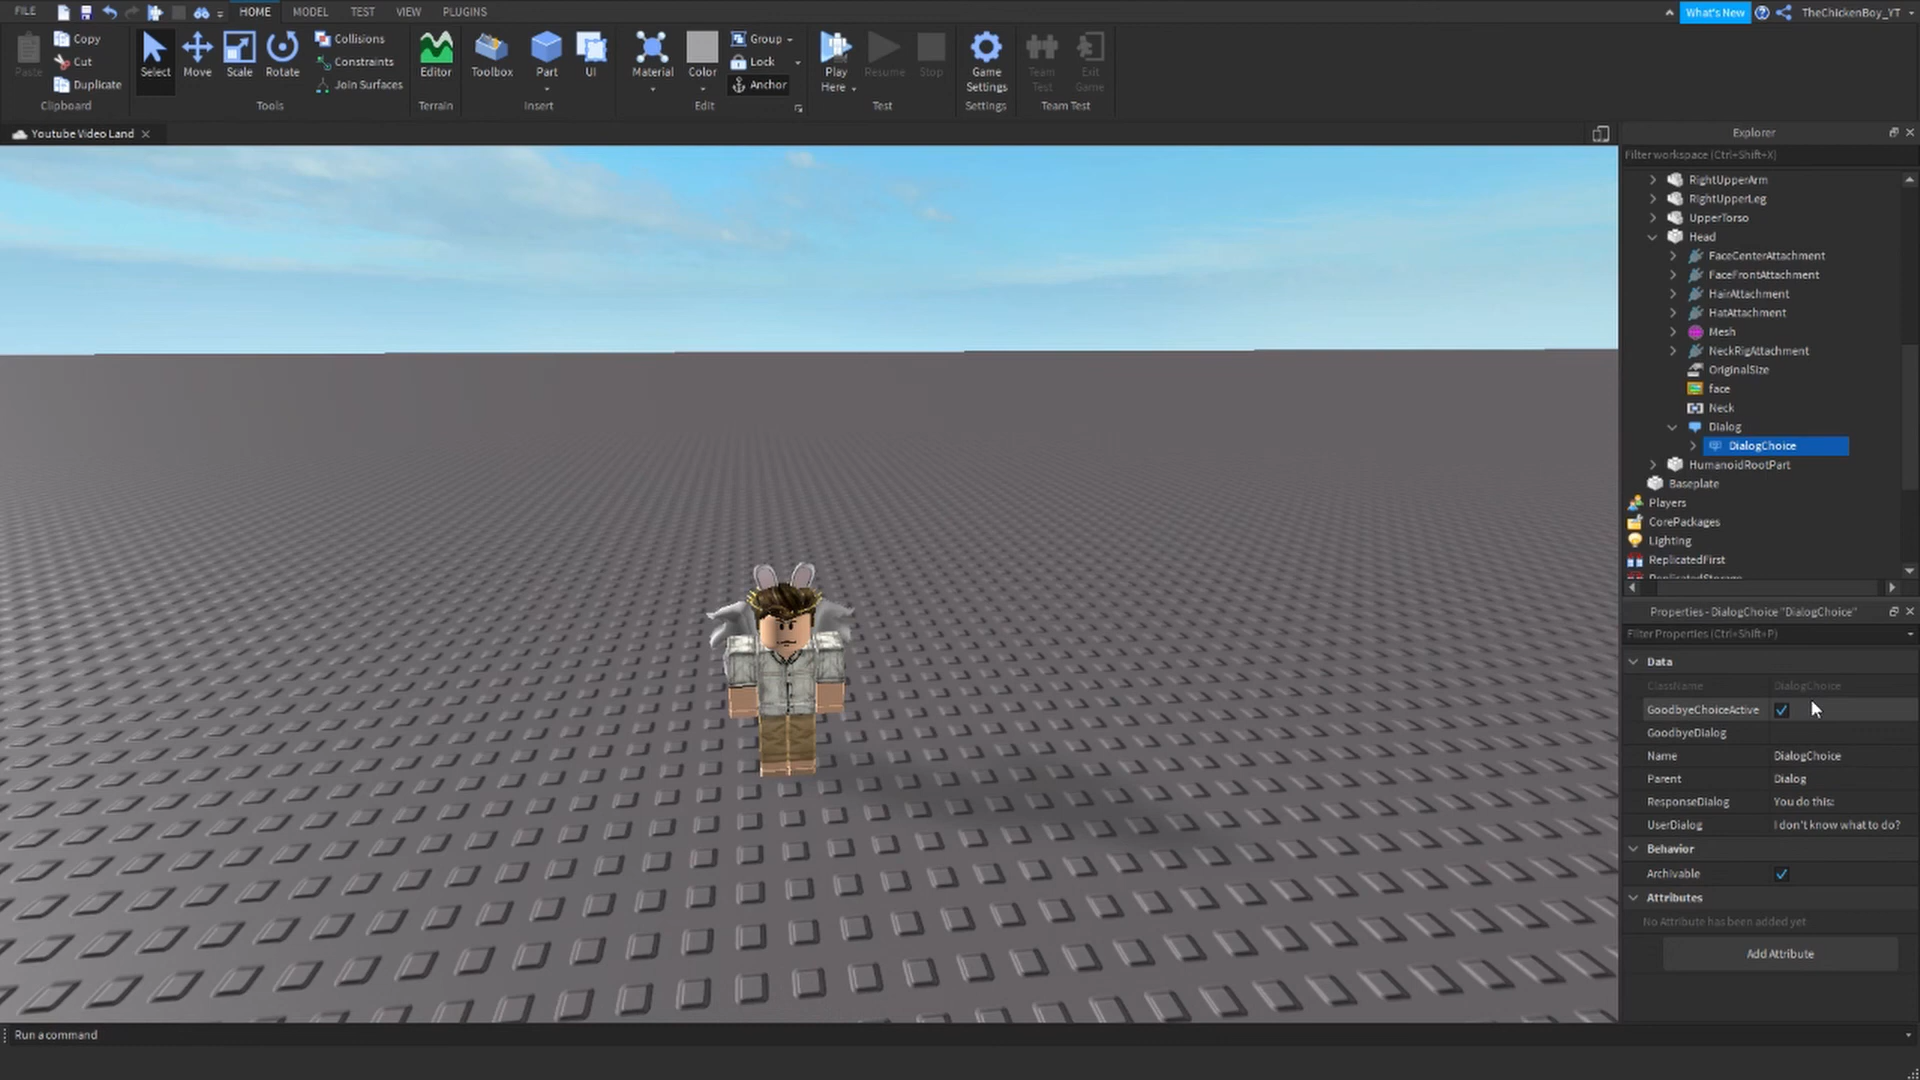 FILE HOME MODEL TEST VIEW PLUGINS What's New TheChickenBoy_YT
Paste Copy Cut Duplicate Clipboard
Select Move Scale Rotate Collisions Constraints Join Surfaces Tools
Editor Terrain
Toolbox Part UI Insert
Material Color Group Lock Anchor Edit
Play Here Resume Stop Test
Game Settings Settings
Team Test Exit Game Team Test
Youtube Video Land
Explorer
Filter workspace (Ctrl+Shift+X)
RightUpperArm
RightUpperLeg
UpperTorso
Head
FaceCenterAttachment
FaceFrontAttachment
HairAttachment
HatAttachment
Mesh
NeckRigAttachment
OriginalSize
face
Neck
Dialog
DialogChoice
HumanoidRootPart
Baseplate
Players
CorePackages
Lighting
ReplicatedFirst
ReplicatedStorage
Properties - DialogChoice "DialogChoice"
Filter Properties (Ctrl+Shift+P)
Data
ClassName DialogChoice
GoodbyeChoiceActive
GoodbyeDialog
Name DialogChoice
Parent Dialog
ResponseDialog You do this:
UserDialog I don't know what to do?
Behavior
Archivable
Attributes
No Attribute has been added yet
Add Attribute
Run a command